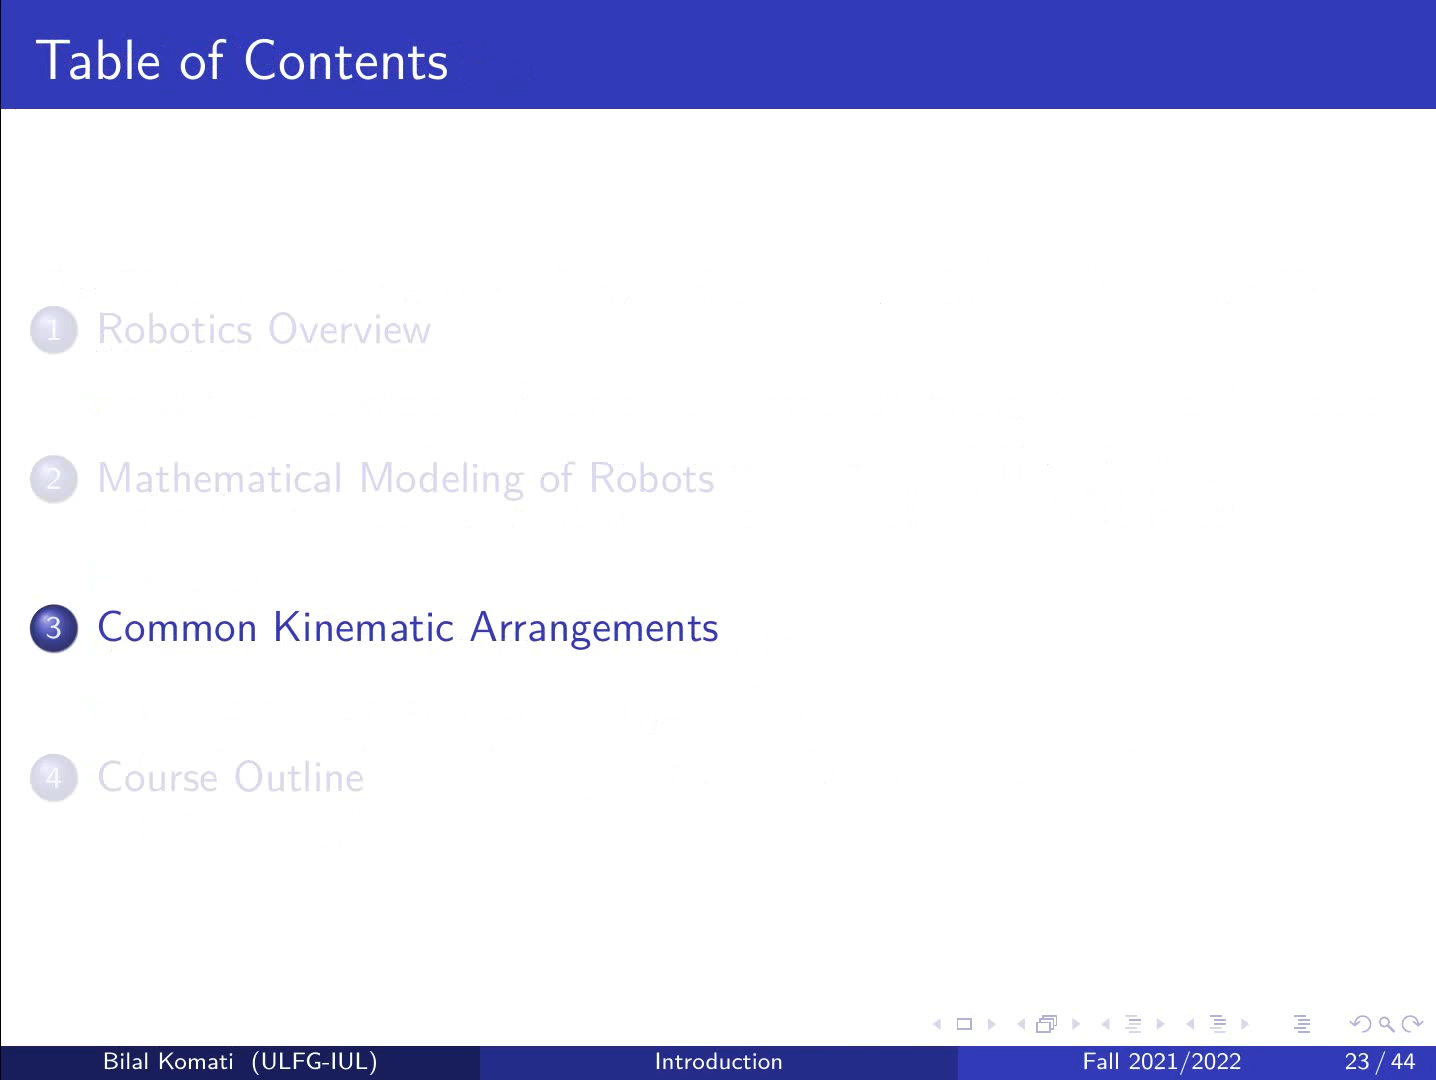 Table of Contents
1 Robotics Overview
2 Mathematical Modeling of Robots
3 Common Kinematic Arrangements
4 Course Outline
Bilal Komati (ULFG-IUL) Introduction Fall 2021/2022 23 / 44